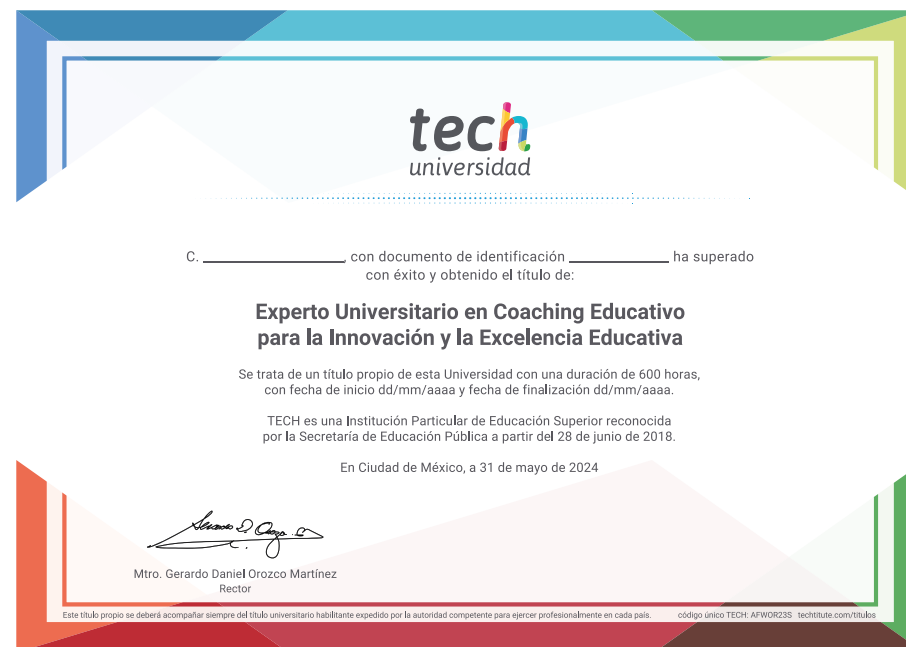 tech
universidad
C. ____________________, con documento de identificación ______________ ha superado
con éxito y obtenido el título de:
Experto Universitario en Coaching Educativo
para la Innovación y la Excelencia Educativa
Se trata de un título propio de esta Universidad con una duración de 600 horas,
con fecha de inicio dd/mm/aaaa y fecha de finalización dd/mm/aaaa.
TECH es una Institución Particular de Educación Superior reconocida
por la Secretaría de Educación Pública a partir del 28 de junio de 2018.
En Ciudad de México, a 31 de mayo de 2024
Mtro. Gerardo Daniel Orozco Martínez
Rector
Este título propio se deberá acompañar siempre del título universitario habilitante expedido por la autoridad competente para ejercer profesionalmente en cada país. código único TECH: AFWOR23S techtitute.com/titulos